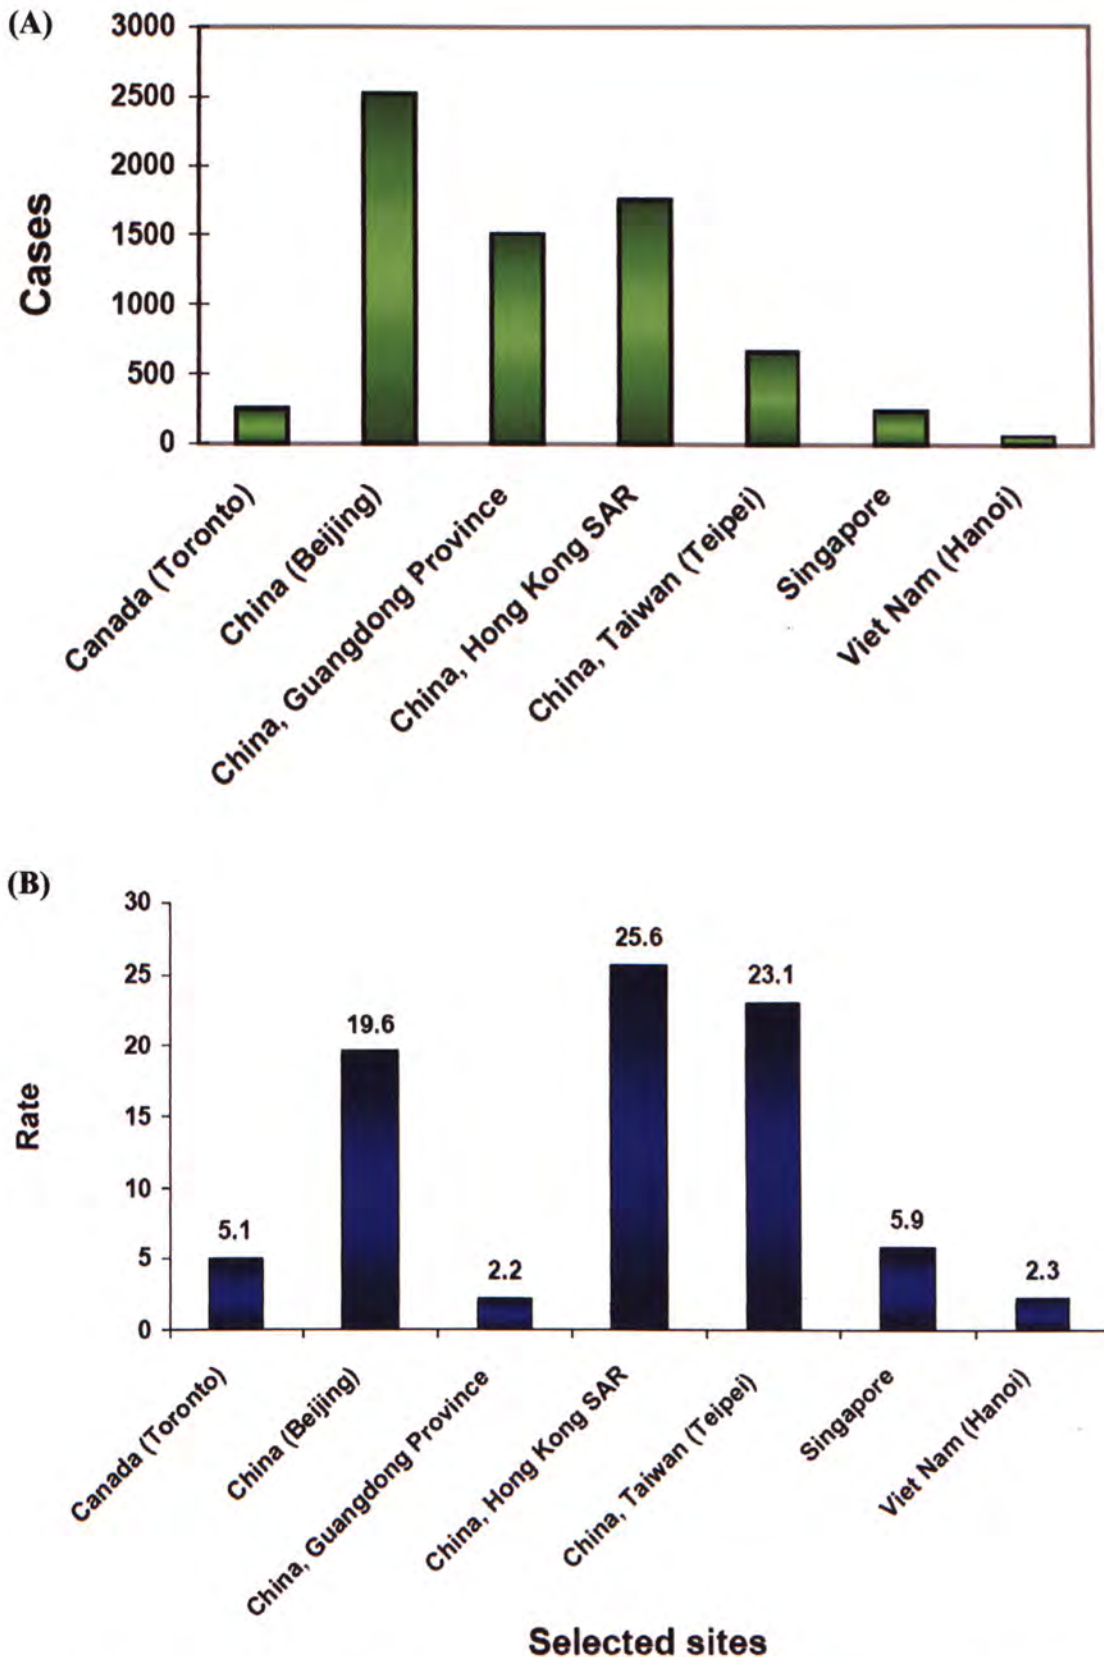 (A)
3000
2500
2000
1500
1000
500
0
Cases
Canada (Toronto)
China (Beijing)
China, Guangdong Province
China, Hong Kong SAR
China, Taiwan (Teipei)
Singapore
Viet Nam (Hanoi)
(B)
30
25
20
15
10
5
0
Rate
5.1
19.6
2.2
25.6
23.1
5.9
2.3
Canada (Toronto)
China (Beijing)
China, Guangdong Province
China, Hong Kong SAR
China, Taiwan (Teipei)
Singapore
Viet Nam (Hanoi)
Selected sites